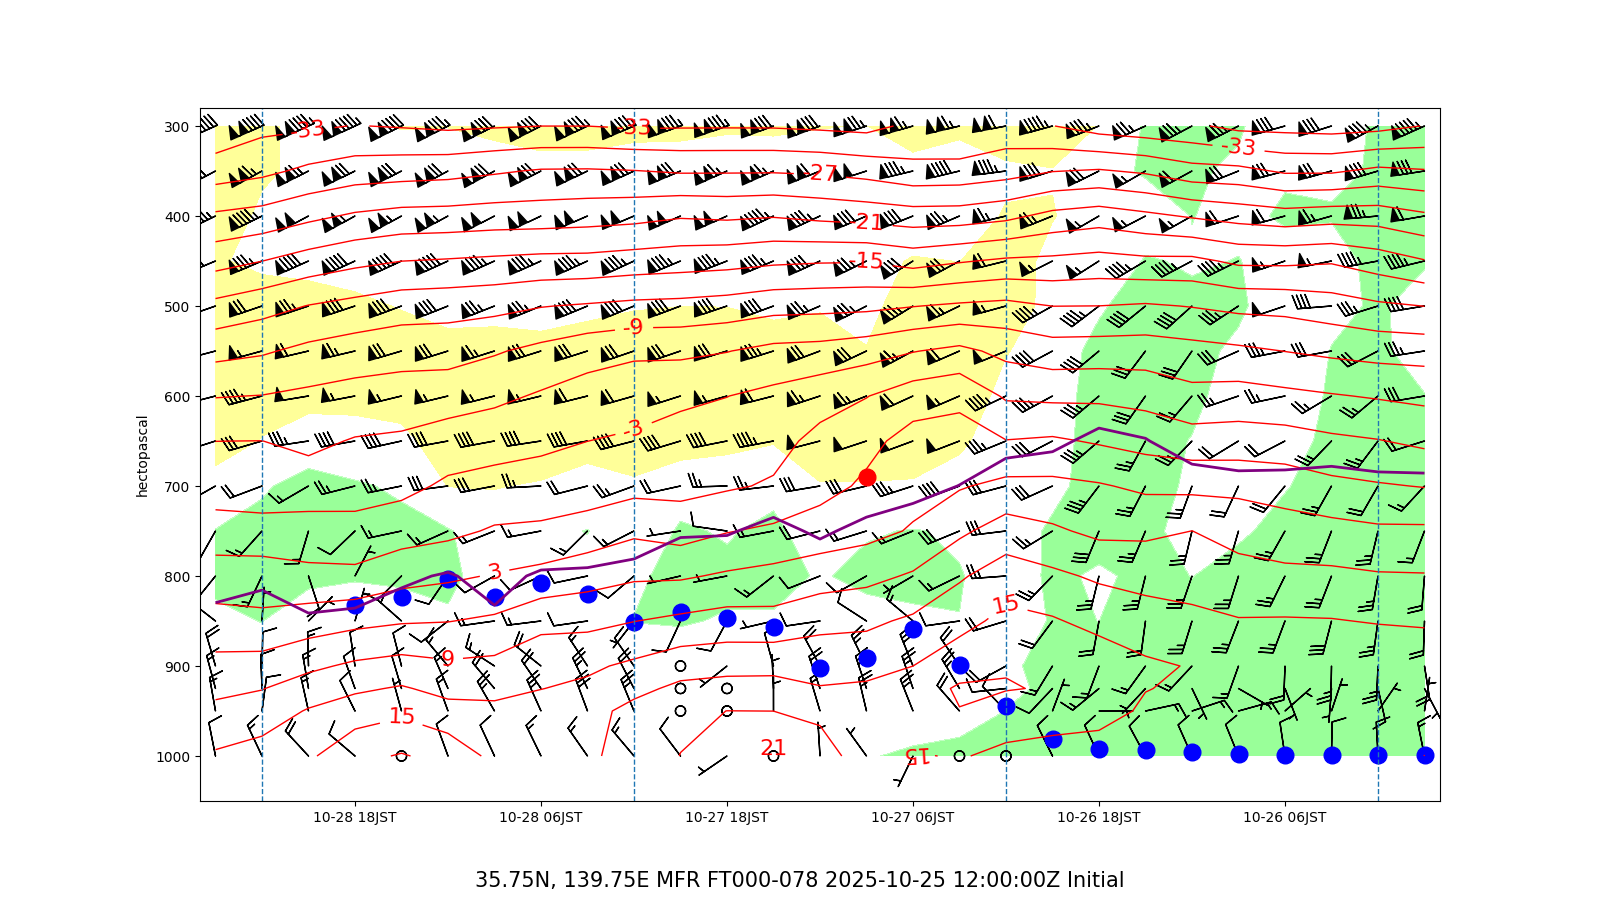 300
400
500
600
700
800
900
1000
hectopascal
-33
-33
-33
-27
-21
-15
-9
-3
3
9
15
15
15
21
10-28 18JST
10-28 06JST
10-27 18JST
10-27 06JST
10-26 18JST
10-26 06JST
35.75N, 139.75E MFR FT000-078 2025-10-25 12:00:00Z Initial